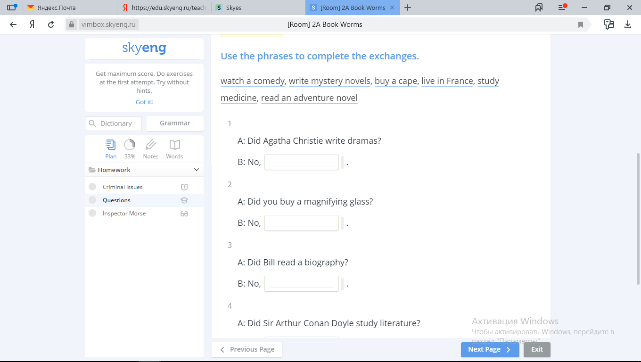 Яндекс.Почта
https://edu.skyeng.ru/teach
Skyes
[Room] 2A Book Worms
vimbox.skyeng.ru
[Room] 2A Book Worms
skyeng
Get maximum score. Do exercises
at the first attempt. Try without
hints.
Got it!
Dictionary
Grammar
Plan
33%
Notes
Words
Homework
Criminal Issues
Questions
Inspector Morse
Use the phrases to complete the exchanges.
watch a comedy, write mystery novels, buy a cape, live in France, study
medicine, read an adventure novel
1
A: Did Agatha Christie write dramas?
B: No, .
2
A: Did you buy a magnifying glass?
B: No, .
3
A: Did Bill read a biography?
B: No, .
4
A: Did Sir Arthur Conan Doyle study literature?
Активация Windows
Чтобы активировать Windows, перейдите в
Previous Page
Next Page
Exit